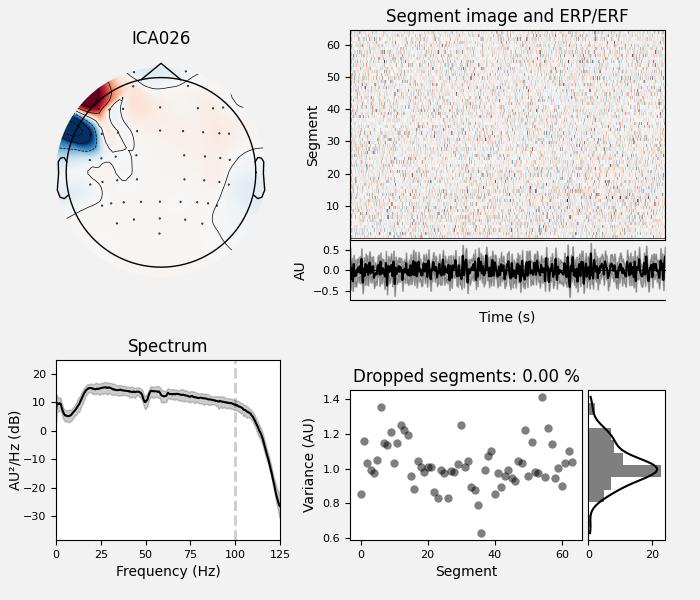 ICA026
Segment image and ERP/ERF
60
50
40
30
20
10
Segment
0.5
0.0
−0.5
AU
Time (s)
Spectrum
20
10
0
−10
−20
−30
AU²/Hz (dB)
0 25 50 75 100 125
Frequency (Hz)
Dropped segments: 0.00 %
1.4
1.2
1.0
0.8
0.6
Variance (AU)
0 20 40 60
Segment
0 20